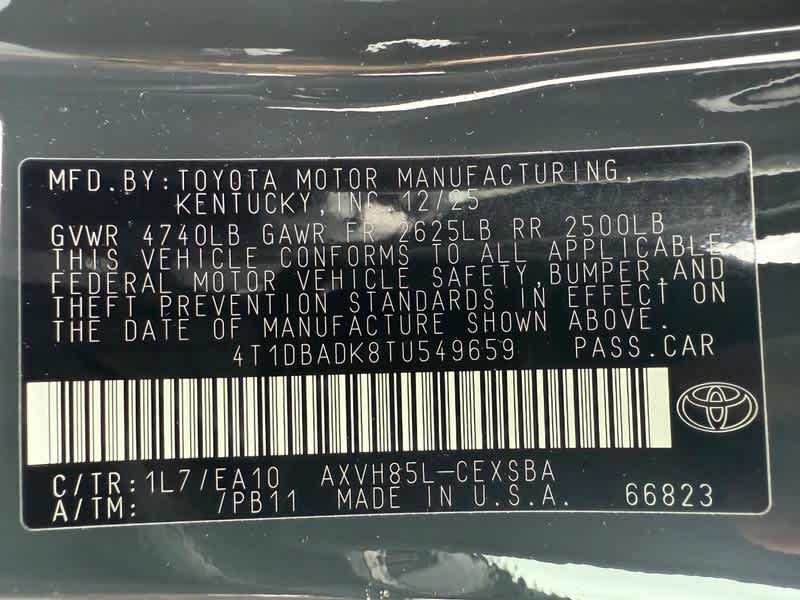 MFD.BY:TOYOTA MOTOR MANUFACTURING,
KENTUCKY,INC.12/25
GVWR 4740LB GAWR FR 2625LB RR 2500LB
THIS VEHICLE CONFORMS TO ALL APPLICABLE
FEDERAL MOTOR VEHICLE SAFETY,BUMPER,AND
THEFT PREVENTION STANDARDS IN EFFECT ON
THE DATE OF MANUFACTURE SHOWN ABOVE.
4T1DBADK8TU549659 PASS.CAR
C/TR:1L7/EA10 AXVH85L-CEXSBA
A/TM: /PB11 MADE IN U.S.A. 66823